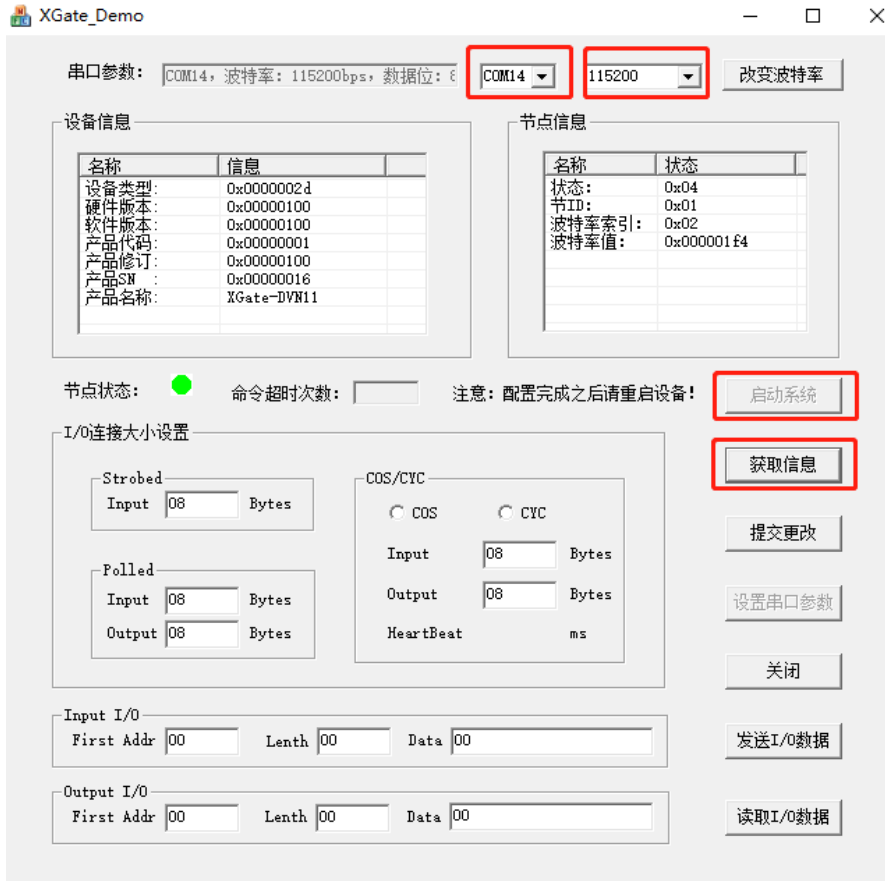 XGate_Demo
串口参数： COM14，波特率：115200bps，数据位：8 COM14 115200 改变波特率
设备信息
名称 信息
设备类型: 0x0000002d
硬件版本: 0x00000100
软件版本: 0x00000100
产品代码: 0x00000001
产品修订: 0x00000100
产品SN : 0x00000016
产品名称: XGate-DVN11
节点信息
名称 状态
状态: 0x04
节ID: 0x01
波特率索引: 0x02
波特率值: 0x000001f4
节点状态： 命令超时次数： 注意：配置完成之后请重启设备！ 启动系统
I/O连接大小设置
Strobed
Input 08 Bytes
Polled
Input 08 Bytes
Output 08 Bytes
COS/CYC
COS CYC
Input 08 Bytes
Output 08 Bytes
HeartBeat ms
获取信息
提交更改
设置串口参数
关闭
Input I/O
First Addr 00 Lenth 00 Data 00 发送I/O数据
Output I/O
First Addr 00 Lenth 00 Data 00 读取I/O数据